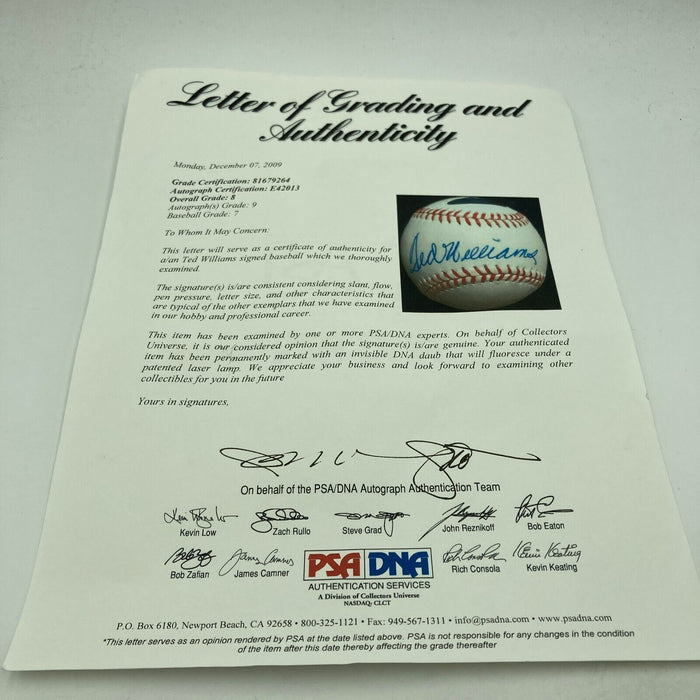 Letter of Grading and
Authenticity
Monday, December 07, 2009
Grade Certification: 81679264
Autograph Certification: E42013
Overall Grade: 8
Autograph(s) Grade: 9
Baseball Grade: 7
To Whom It May Concern:
This letter will serve as a certificate of authenticity for
a/an Ted Williams signed baseball which we thoroughly
examined.
Ted Williams
The signature(s) is/are consistent considering slant, flow,
pen pressure, letter size, and other characteristics that
are typical of the other exemplars that we have examined
in our hobby and professional career.
This item has been examined by one or more PSA/DNA experts. On behalf of Collectors
Universe, it is our considered opinion that the signature(s) is/are genuine. Your authenticated
item has been permanently marked with an invisible DNA daub that will fluoresce under a
patented laser lamp. We appreciate your business and look forward to examining other
collectibles for you in the future
Yours in signatures,
On behalf of the PSA/DNA Autograph Authentication Team
Kevin Low Zach Rullo Steve Grad John Reznikoff Bob Eaton
Bob Zafian James Camner Rich Consola Kevin Keating
PSA DNA
AUTHENTICATION SERVICES
A Division of Collectors Universe
NASDAQ: CLCT
P.O. Box 6180, Newport Beach, CA 92658 • 800-325-1121 • Fax: 949-567-1311 • info@psadna.com • www.psadna.com
*This letter serves as an opinion rendered by PSA at the date listed above. PSA is not responsible for any changes in the condition
of the item after this date thereby affecting the grade thereafter